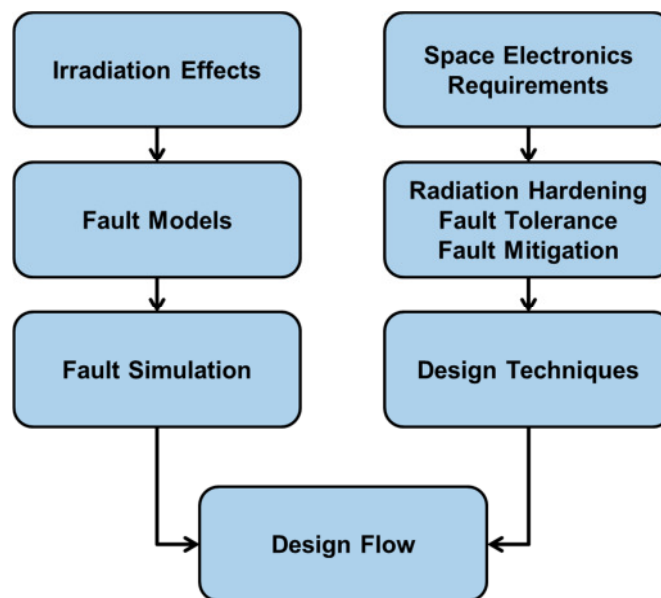 Irradiation Effects
Space Electronics
Requirements
Fault Models
Radiation Hardening
Fault Tolerance
Fault Mitigation
Fault Simulation
Design Techniques
Design Flow